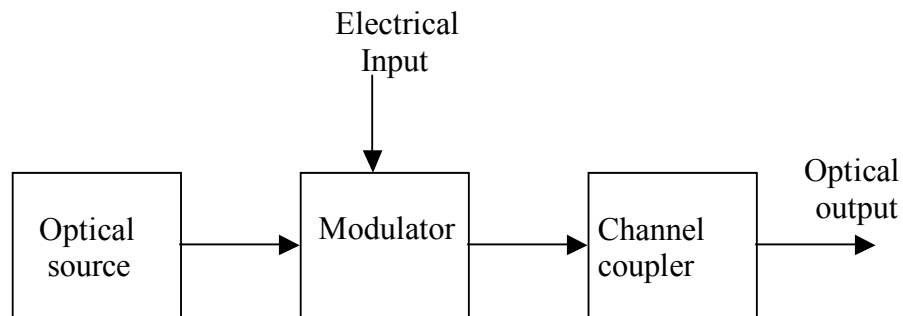 Electrical
Input
Optical
output
Optical
source
Modulator
Channel
coupler